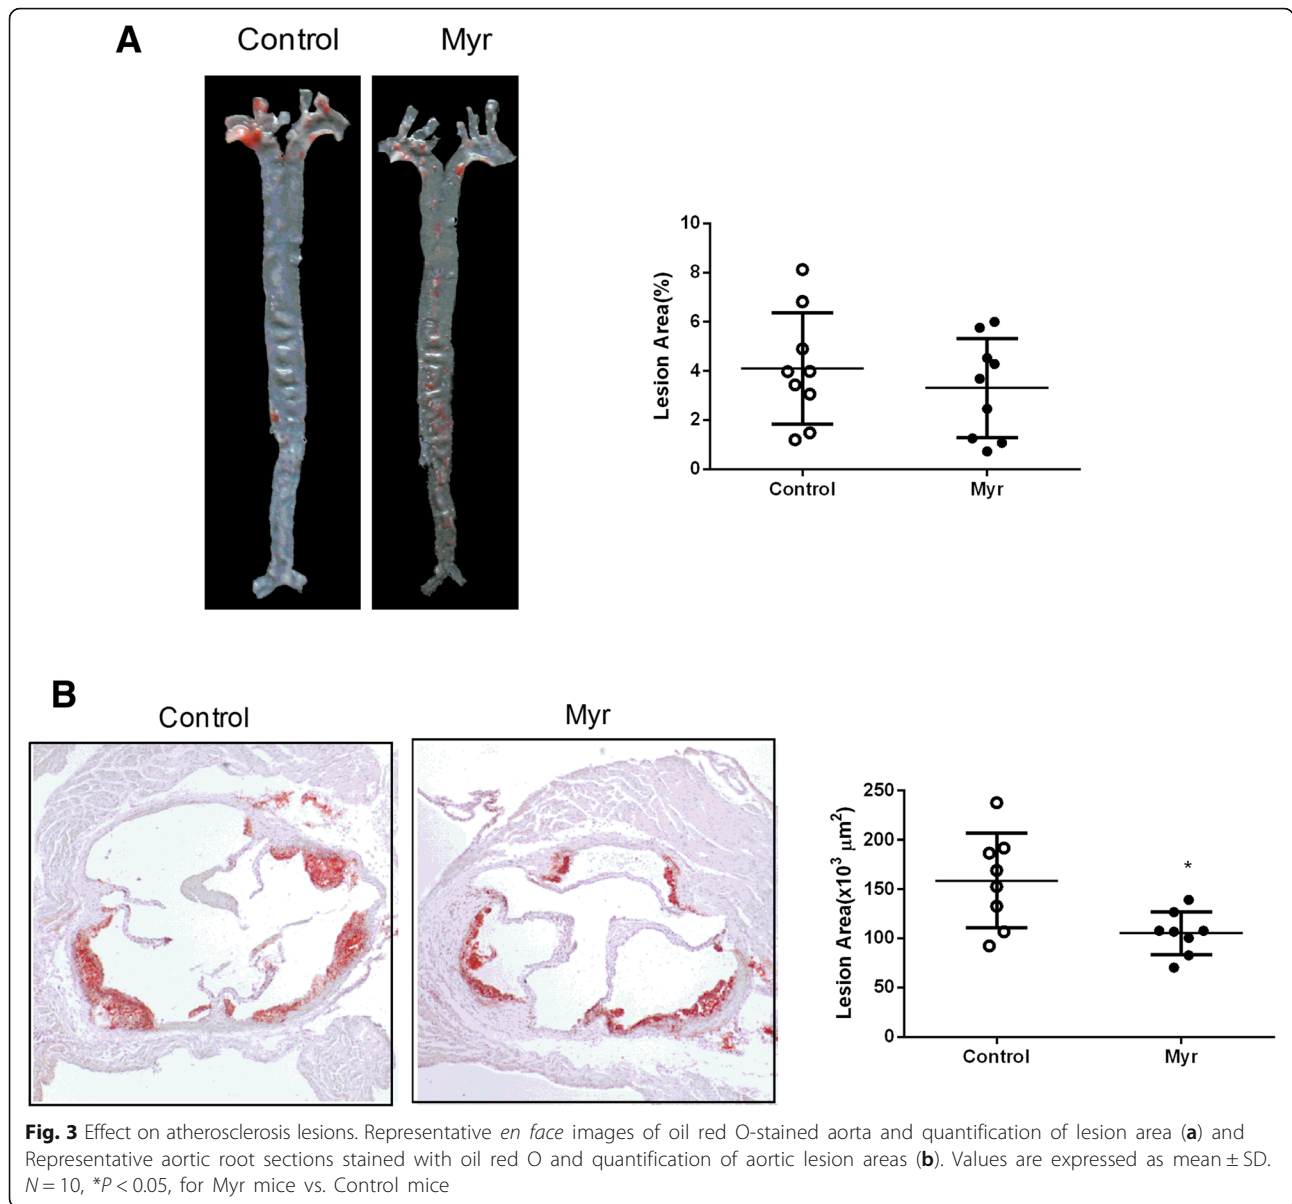 A
Control Myr
10
8
6
4
2
0
Lesion Area(%)
Control Myr
B
Control Myr
250
200
150
100
50
0
Lesion Area(x10³ µm²)
*
Control Myr
Fig. 3 Effect on atherosclerosis lesions. Representative en face images of oil red O-stained aorta and quantification of lesion area (a) and
Representative aortic root sections stained with oil red O and quantification of aortic lesion areas (b). Values are expressed as mean ± SD.
N = 10, *P < 0.05, for Myr mice vs. Control mice